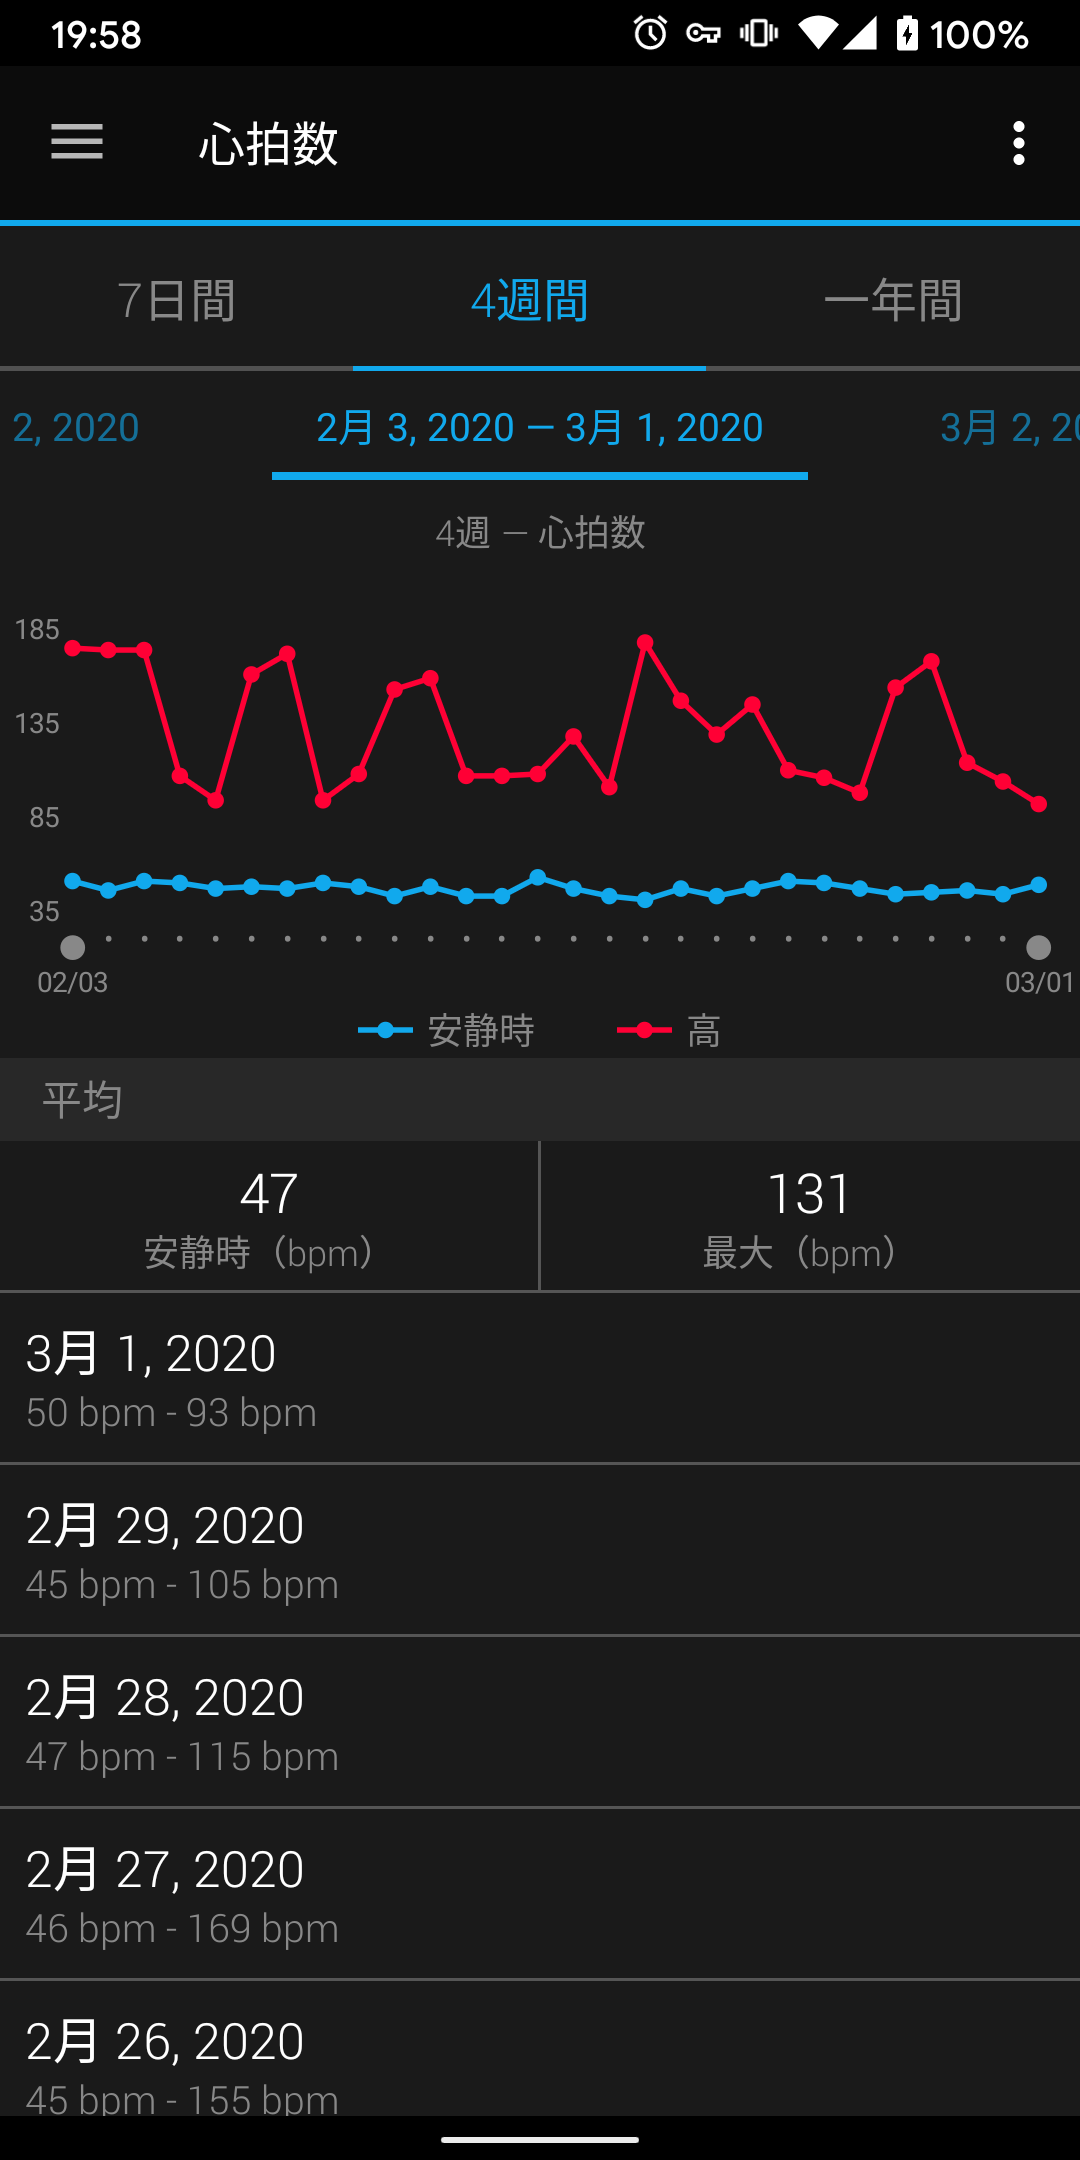 19:58 100%
心拍数
7日間 4週間 一年間
2, 2020 2月 3, 2020 – 3月 1, 2020 3月 2, 20
4週 – 心拍数
185
135
85
35
02/03 03/01
安静時 高
平均
47 131
安静時（bpm） 最大（bpm）
3月 1, 2020
50 bpm - 93 bpm
2月 29, 2020
45 bpm - 105 bpm
2月 28, 2020
47 bpm - 115 bpm
2月 27, 2020
46 bpm - 169 bpm
2月 26, 2020
45 bpm - 155 bpm